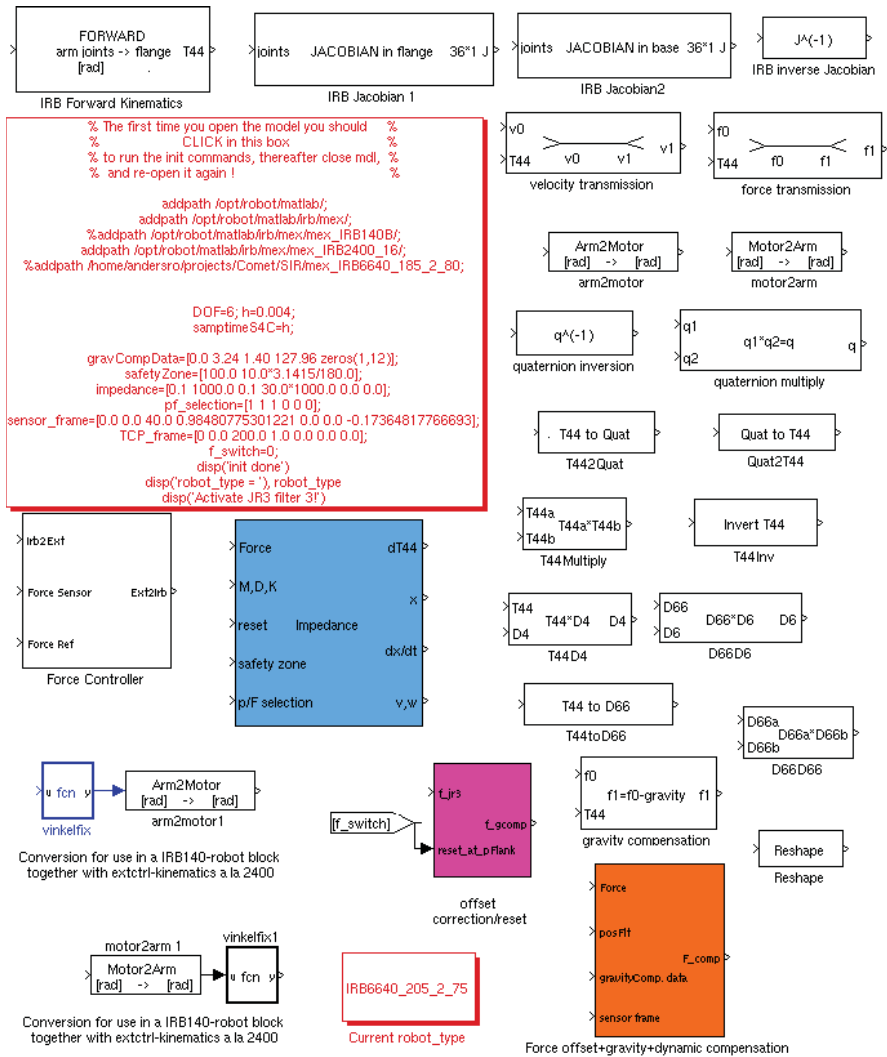 FORWARD
arm joints -> flange T44
[rad] .
IRB Forward Kinematics
joints JACOBIAN in flange 36*1 J
IRB Jacobian 1
joints JACOBIAN in base 36*1 J
IRB Jacobian2
J^(-1)
IRB inverse Jacobian
% The first time you open the model you should %
% CLICK in this box %
% to run the init commands, thereafter close mdl, %
% and re-open it again ! %
addpath /opt/robot/matlab/;
addpath /opt/robot/matlab/irb/mex/;
%addpath /opt/robot/matlab/irb/mex/mex_IRB140B/;
addpath /opt/robot/matlab/irb/mex/mex_IRB2400_16/;
%addpath /home/andersro/projects/Comet/SIR/mex_IRB6640_185_2_80;
DOF=6; h=0.004;
samptimeS4C=h;
gravCompData=[0.0 3.24 1.40 127.96 zeros(1,12)];
safetyZone=[100.0 10.0*3.1415/180.0];
impedance=[0.1 1000.0 0.1 30.0*1000.0 0.0 0.0];
pf_selection=[1 1 1 0 0 0];
sensor_frame=[0.0 0.0 40.0 0.98480775301221 0.0 0.0 -0.17364817766693];
TCP_frame=[0 0.0 200.0 1.0 0.0 0.0 0.0];
f_switch=0;
disp('init done')
disp('robot_type = '), robot_type
disp('Activate JR3 filter 3!')
v0
T44
v0 v1
v1
velocity transmission
f0
T44
f0 f1
f1
force transmission
Arm2Motor
[rad] -> [rad]
arm2motor
Motor2Arm
[rad] -> [rad]
motor2arm
q^(-1)
quaternion inversion
q1
q2
q1*q2=q
q
quaternion multiply
. T44 to Quat
T442Quat
Quat to T44
Quat2T44
T44a
T44b
T44a*T44b
T44Multiply
Invert T44
T44Inv
Irb2Ext
Force Sensor
Force Ref
Ext2Irb
Force Controller
Force
M,D,K
reset
safety zone
p/F selection
Impedance
dT44
x
dx/dt
v,w
T44
D4
T44*D4
D4
T44D4
D66
D6
D66*D6
D6
D66D6
T44 to D66
T44toD66
D66a
D66b
D66a*D66b
D66D66
u fcn y
vinkelfix
Arm2Motor
[rad] -> [rad]
arm2motor1
Conversion for use in a IRB140-robot block
together with extctrl-kinematics a la 2400
[f_switch]
f_jr3
f_gcomp
reset_at_pFlank
offset
correction/reset
f0
T44
f1=f0-gravity
f1
gravity compensation
Reshape
Reshape
motor2arm 1
Motor2Arm
[rad] -> [rad]
vinkelfix1
u fcn y
Conversion for use in a IRB140-robot block
together with extctrl-kinematics a la 2400
IRB6640_205_2_75
Current robot_type
Force
posFlt
gravityComp. data
sensor frame
F_comp
Force offset+gravity+dynamic compensation